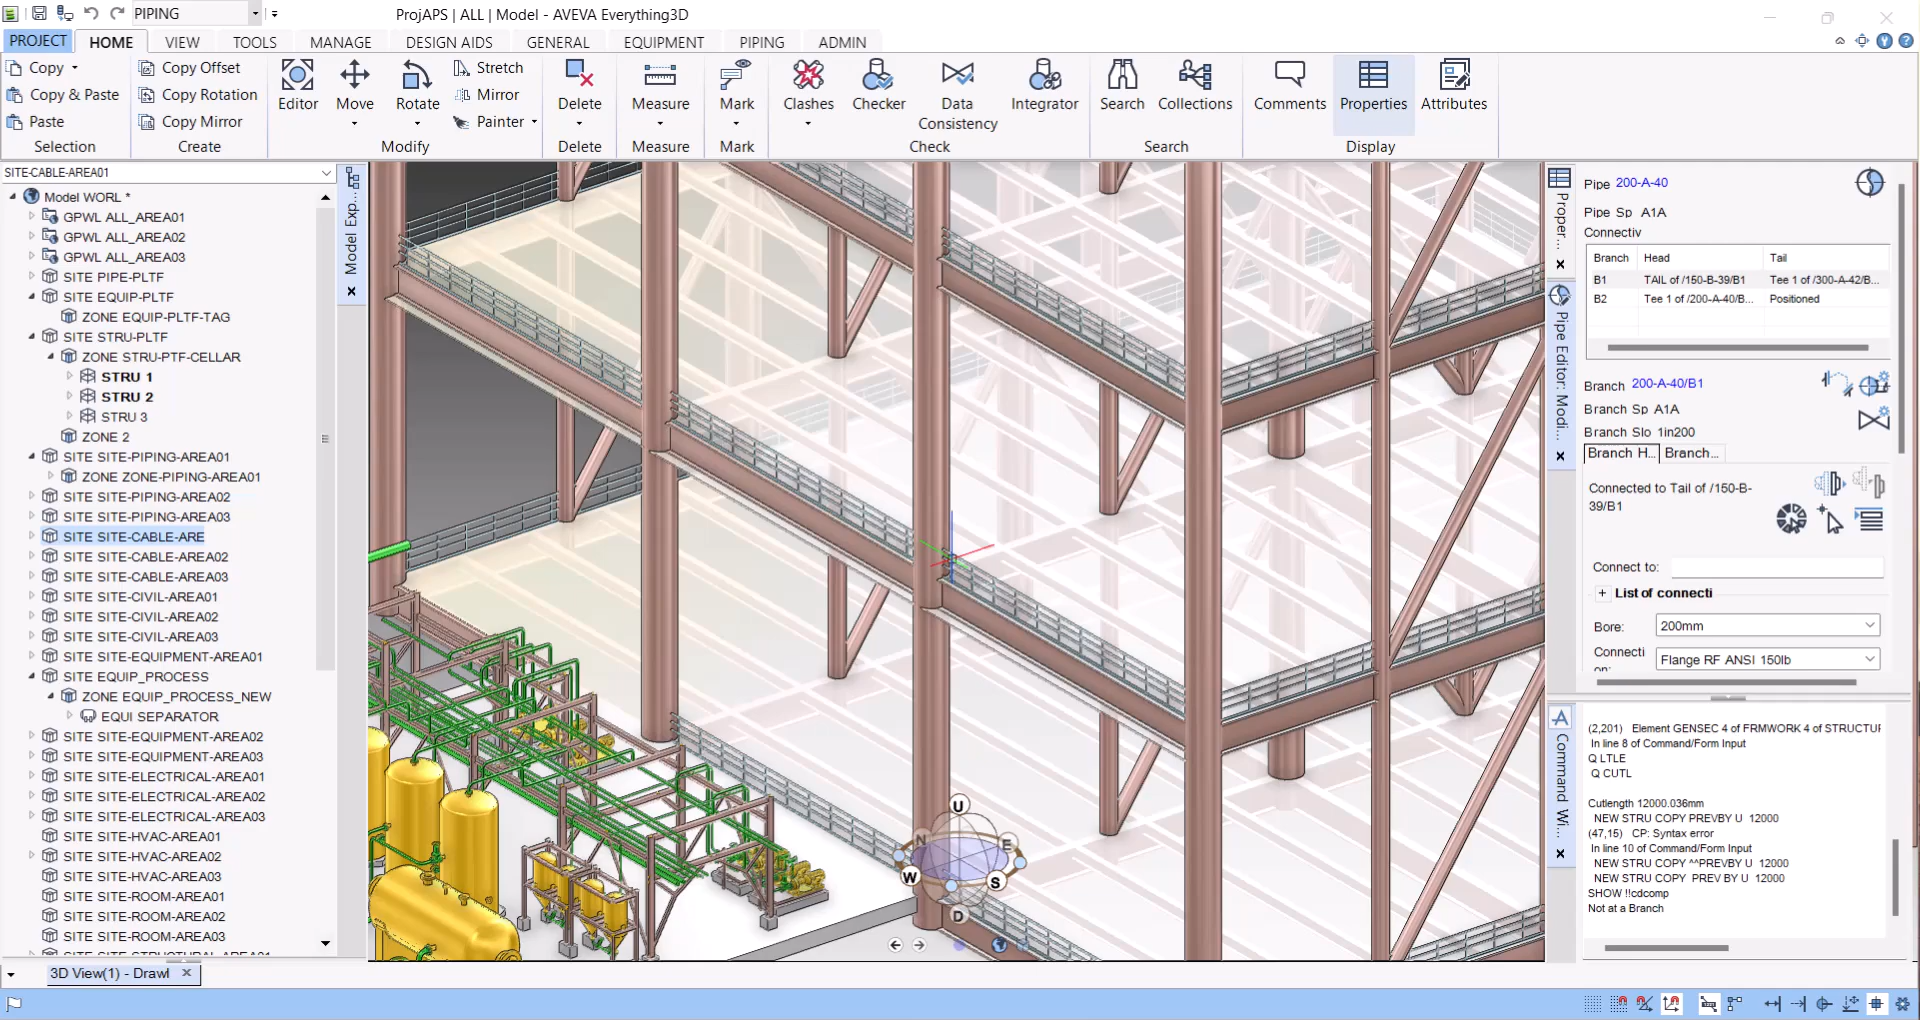 PIPING
ProjAPS | ALL | Model - AVEVA Everything3D
PROJECT HOME VIEW TOOLS MANAGE DESIGN AIDS GENERAL EQUIPMENT PIPING ADMIN
Copy
Copy & Paste
Paste
Selection
Copy Offset
Copy Rotation
Copy Mirror
Create
Editor
Move
Rotate
Stretch
Mirror
Painter
Modify
Delete
Delete
Measure
Measure
Mark
Mark
Clashes
Checker
Data
Consistency
Integrator
Check
Search
Collections
Search
Comments
Properties
Attributes
Display
SITE-CABLE-AREA01
Model WORL *
GPWL ALL_AREA01
GPWL ALL_AREA02
GPWL ALL_AREA03
SITE PIPE-PLTF
SITE EQUIP-PLTF
ZONE EQUIP-PLTF-TAG
SITE STRU-PLTF
ZONE STRU-PTF-CELLAR
STRU 1
STRU 2
STRU 3
ZONE 2
SITE SITE-PIPING-AREA01
ZONE ZONE-PIPING-AREA01
SITE SITE-PIPING-AREA02
SITE SITE-PIPING-AREA03
SITE SITE-CABLE-ARE
SITE SITE-CABLE-AREA02
SITE SITE-CABLE-AREA03
SITE SITE-CIVIL-AREA01
SITE SITE-CIVIL-AREA02
SITE SITE-CIVIL-AREA03
SITE SITE-EQUIPMENT-AREA01
SITE EQUIP_PROCESS
ZONE EQUIP_PROCESS_NEW
EQUI SEPARATOR
SITE SITE-EQUIPMENT-AREA02
SITE SITE-EQUIPMENT-AREA03
SITE SITE-ELECTRICAL-AREA01
SITE SITE-ELECTRICAL-AREA02
SITE SITE-ELECTRICAL-AREA03
SITE SITE-HVAC-AREA01
SITE SITE-HVAC-AREA02
SITE SITE-HVAC-AREA03
SITE SITE-ROOM-AREA01
SITE SITE-ROOM-AREA02
SITE SITE-ROOM-AREA03
Model Exp...
U
N
E
W
S
D
Proper...
Pipe Editor: Modi...
Command Wi...
Pipe 200-A-40
Pipe Sp A1A
Connectiv
Branch Head Tail
B1 TAIL of /150-B-39/B1 Tee 1 of /300-A-42/B...
B2 Tee 1 of /200-A-40/B... Positioned
Branch 200-A-40/B1
Branch Sp A1A
Branch Slo 1in200
Branch H... Branch...
Connected to Tail of /150-B-
39/B1
Connect to:
+ List of connecti
Bore: 200mm
Connecti Flange RF ANSI 150lb
(2,201) Element GENSEC 4 of FRMWORK 4 of STRUCTUR
In line 8 of Command/Form Input
Q LTLE
Q CUTL
Cutlength 12000.036mm
NEW STRU COPY PREVBY U 12000
(47,15) CP: Syntax error
In line 10 of Command/Form Input
NEW STRU COPY ^^PREVBY U 12000
NEW STRU COPY PREV BY U 12000
SHOW !!cdcomp
Not at a Branch
3D View(1) - Drawl